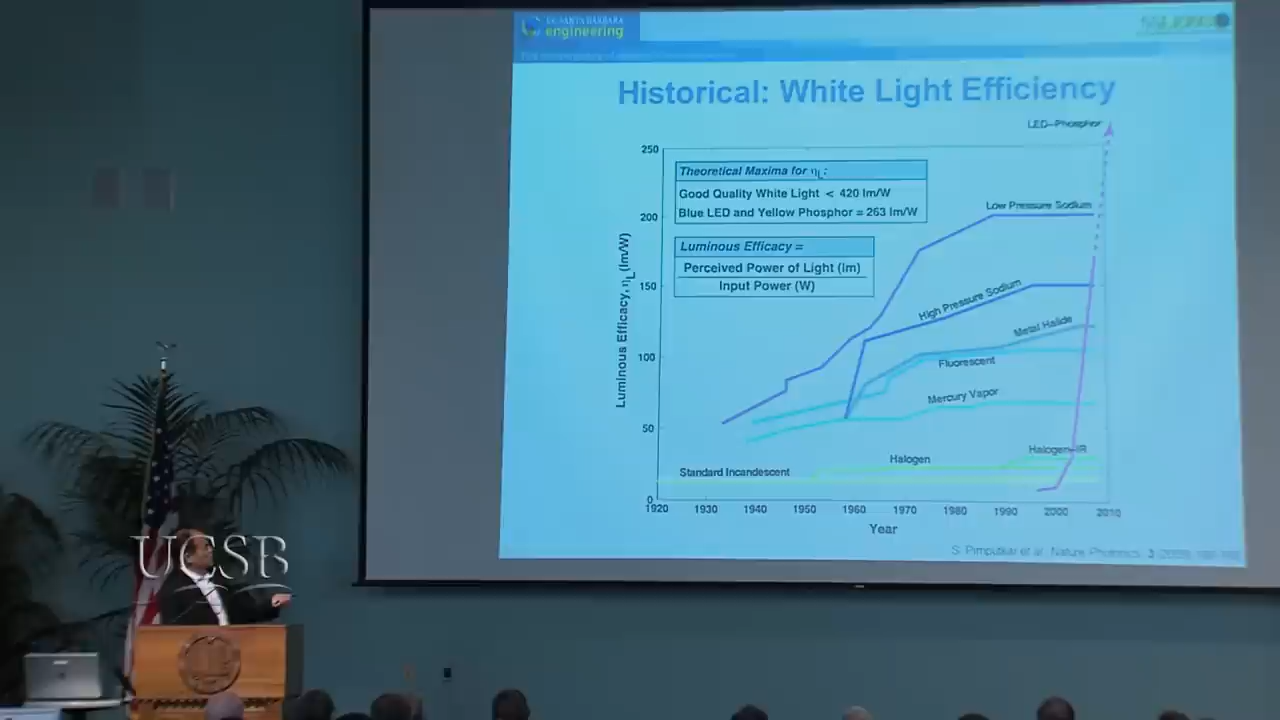 UC SANTA BARBARA
engineering
Historical: White Light Efficiency
LED-Phosphor
250
Theoretical Maxima for ηL:
Good Quality White Light < 420 lm/W
Blue LED and Yellow Phosphor = 263 lm/W
Low Pressure Sodium
200
Luminous Efficacy =
Perceived Power of Light (lm)
Input Power (W)
Luminous Efficacy, ηL (lm/W)
150
High Pressure Sodium
Metal Halide
100
Fluorescent
Mercury Vapor
50
Halogen-IR
Halogen
Standard Incandescent
0
1920 1930 1940 1950 1960 1970 1980 1990 2000 2010
Year
S. Pimputkar et al., Nature Photonics, 3
UCSB